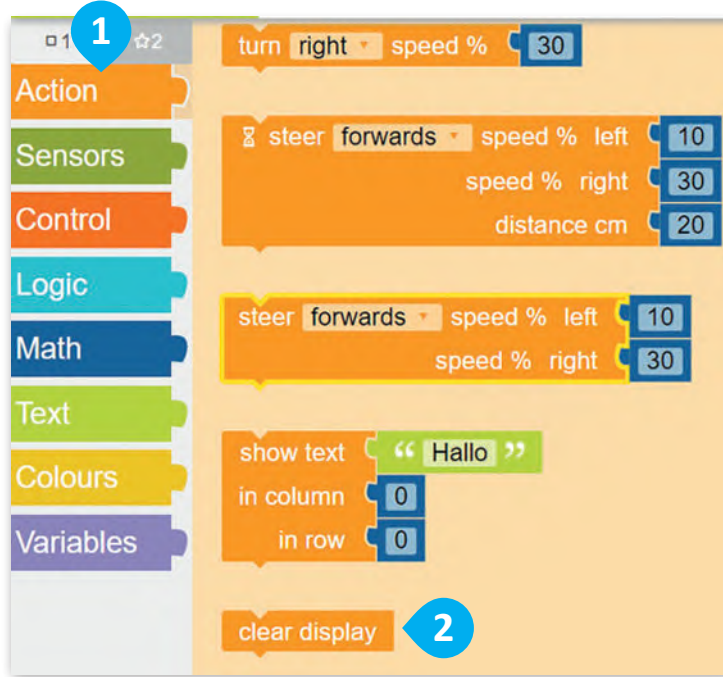 1 1 2
Action
Sensors
Control
Logic
Math
Text
Colours
Variables
turn right speed % 30
steer forwards speed % left 10
speed % right 30
distance cm 20
steer forwards speed % left 10
speed % right 30
show text “ Hallo ”
in column 0
in row 0
clear display 2